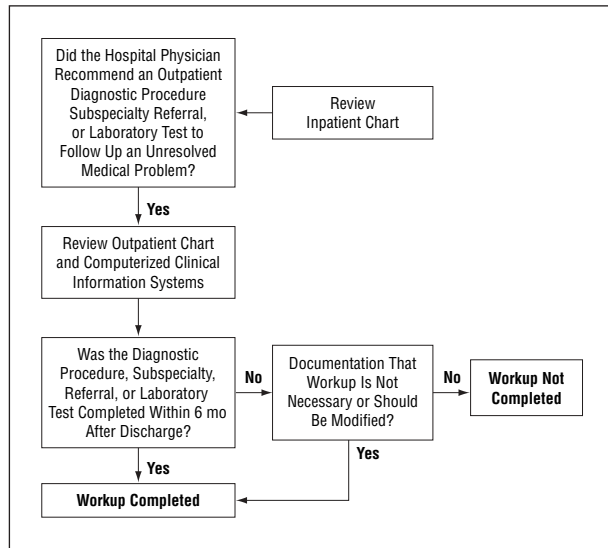 Did the Hospital Physician
Recommend an Outpatient
Diagnostic Procedure
Subspecialty Referral,
or Laboratory Test to
Follow Up an Unresolved
Medical Problem?
Review
Inpatient Chart
Yes
Review Outpatient Chart
and Computerized Clinical
Information Systems
Was the Diagnostic
Procedure, Subspecialty,
Referral, or Laboratory
Test Completed Within 6 mo
After Discharge?
No
Documentation That
Workup Is Not
Necessary or Should
Be Modified?
No
Workup Not
Completed
Yes
Yes
Workup Completed